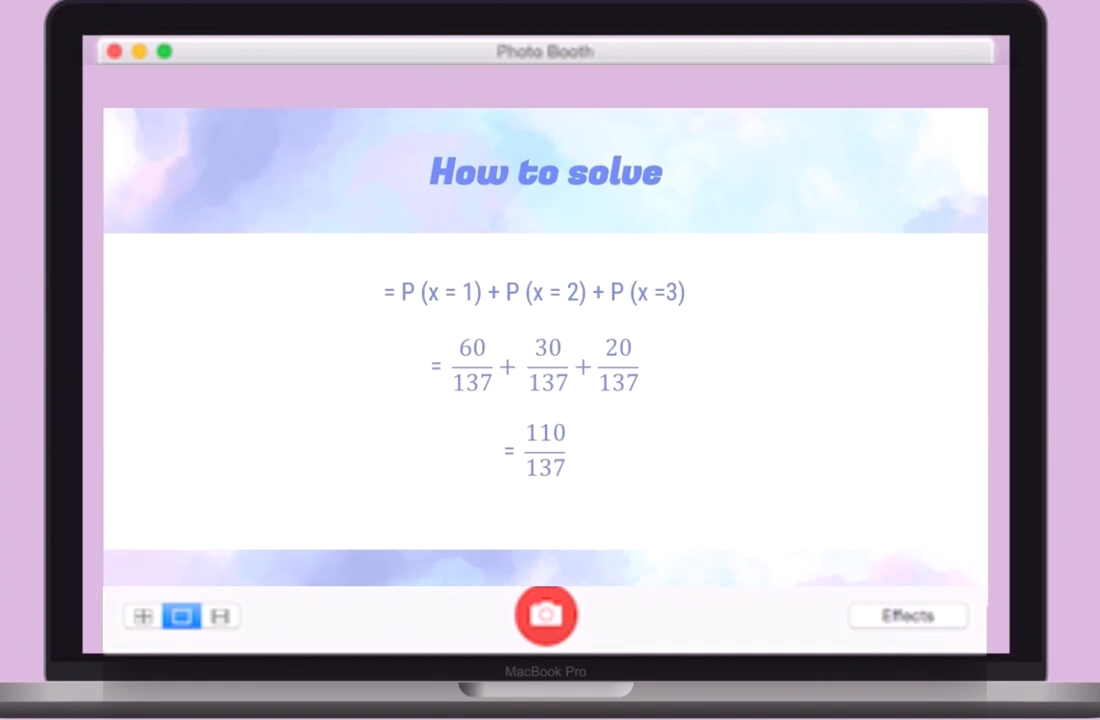 Photo Booth
How to solve
= P (x = 1) + P (x = 2) + P (x =3)
= 60/137 + 30/137 + 20/137
= 110/137
Effects
MacBook Pro